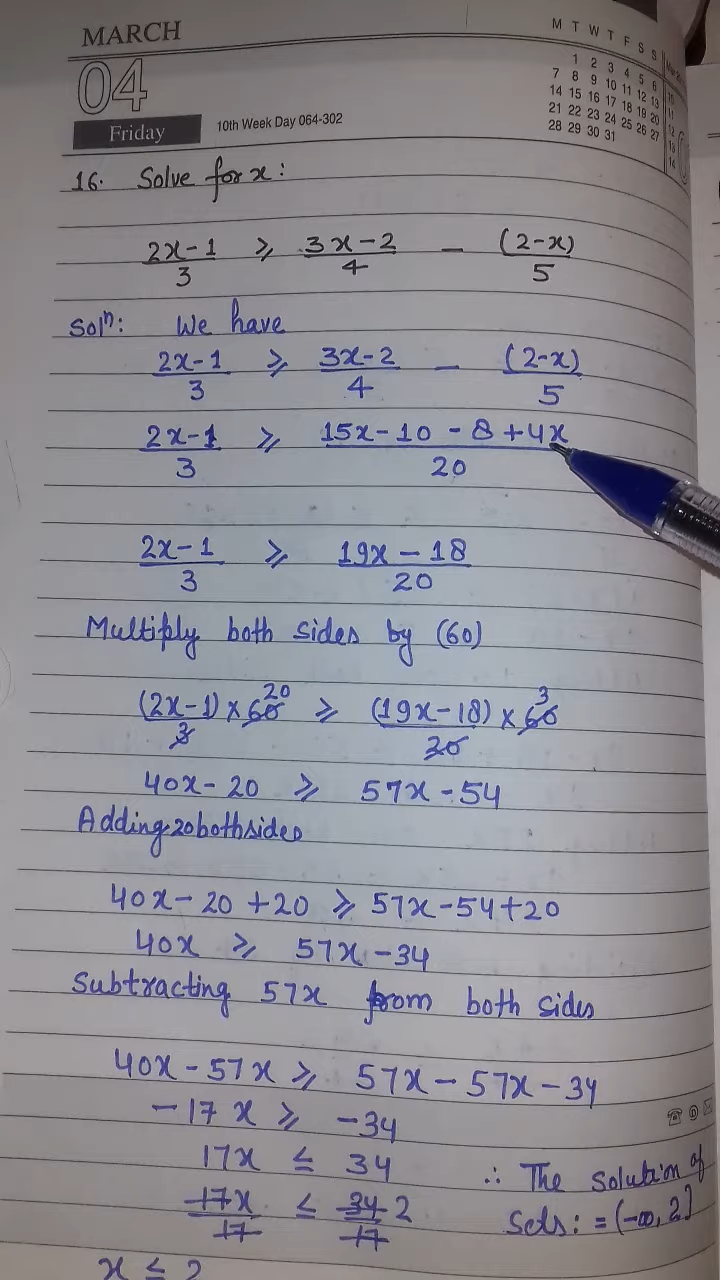 MARCH
04
Friday
10th Week Day 064-302
M T W T F S S
1 2 3 4 5 6
7 8 9 10 11 12 13
14 15 16 17 18 19 20
21 22 23 24 25 26 27
28 29 30 31
16. Solve for x:
(2x-1)/3 ⩾ (3x-2)/4 - (2-x)/5
Solⁿ: We have
(2x-1)/3 ⩾ (3x-2)/4 - (2-x)/5
(2x-1)/3 ⩾ (15x-10-8+4x)/20
(2x-1)/3 ⩾ (19x-18)/20
Multiply both sides by (60)
(2x-1)×60/3 20 ⩾ (19x-18)×60/20 3
40x-20 ⩾ 57x-54
Adding 20 both sides
40x-20+20 ⩾ 57x-54+20
40x ⩾ 57x-34
Subtracting 57x from both sides
40x-57x ⩾ 57x-57x-34
-17x ⩾ -34
17x ≤ 34
17x/17 ≤ 34/17 2
x ≤ 2
∴ The solution of
Sets: = (-∞, 2]